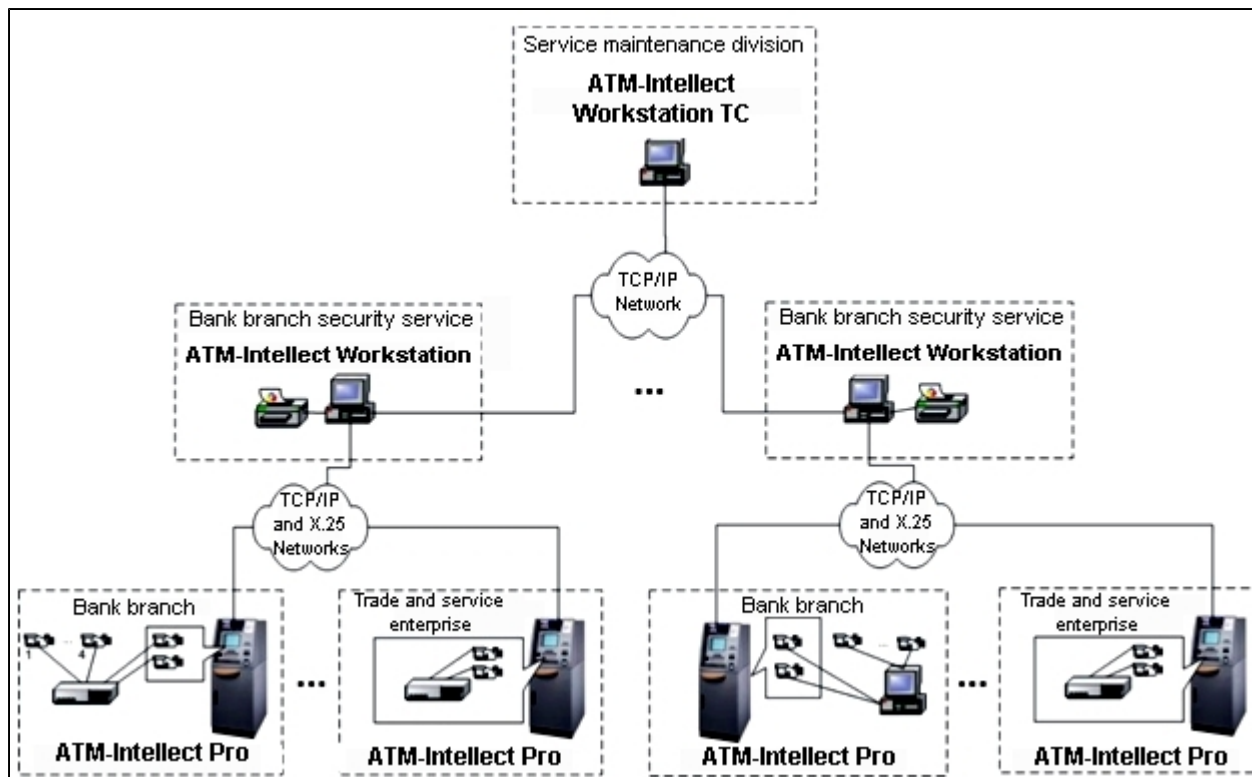 Service maintenance division
ATM-Intellect
Workstation TC
TCP/IP
Network
Bank branch security service
ATM-Intellect Workstation
...
Bank branch security service
ATM-Intellect Workstation
TCP/IP
and X.25
Networks
TCP/IP
and X.25
Networks
Bank branch
1 ... 4
ATM-Intellect Pro
...
Trade and service
enterprise
ATM-Intellect Pro
Bank branch
...
ATM-Intellect Pro
...
Trade and service
enterprise
ATM-Intellect Pro